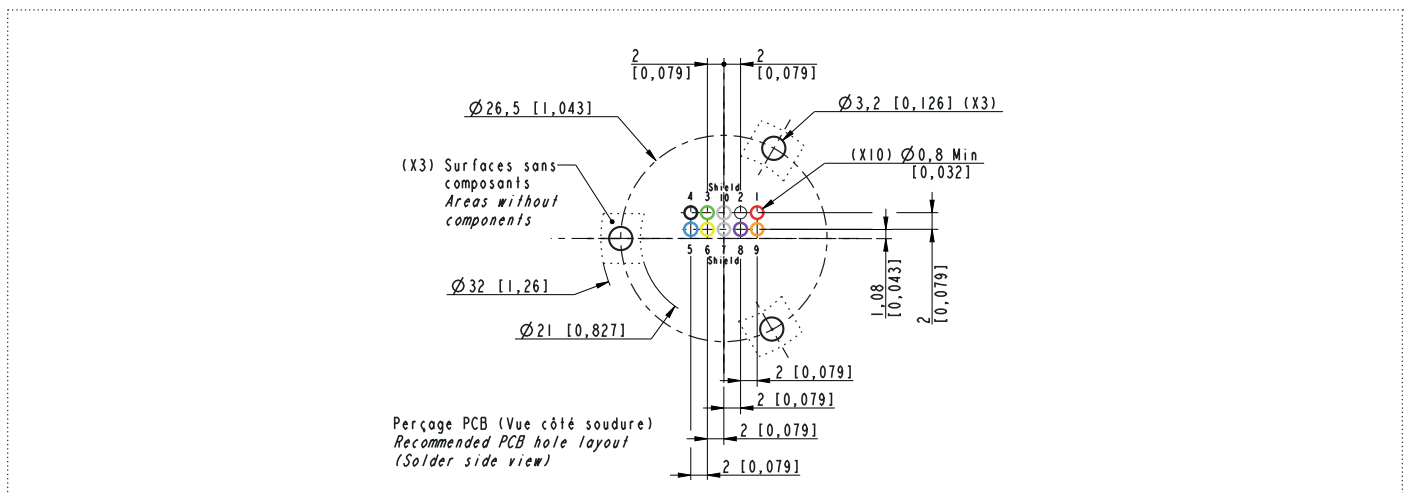 2
[0,079]
2
[0,079]
Ø26,5 [1,043]
Ø3,2 [0,126] (X3)
(X3) Surfaces sans
composants
Areas without
components
(X10) Ø0,8 Min
[0,032]
Shield
4 3 10 2 1
5 6 7 8 9
Shield
Ø32 [1,26]
Ø21 [0,827]
1,08
[0,043]
2
[0,079]
2 [0,079]
2 [0,079]
2 [0,079]
2 [0,079]
Perçage PCB (Vue côté soudure)
Recommended PCB hole layout
(Solder side view)